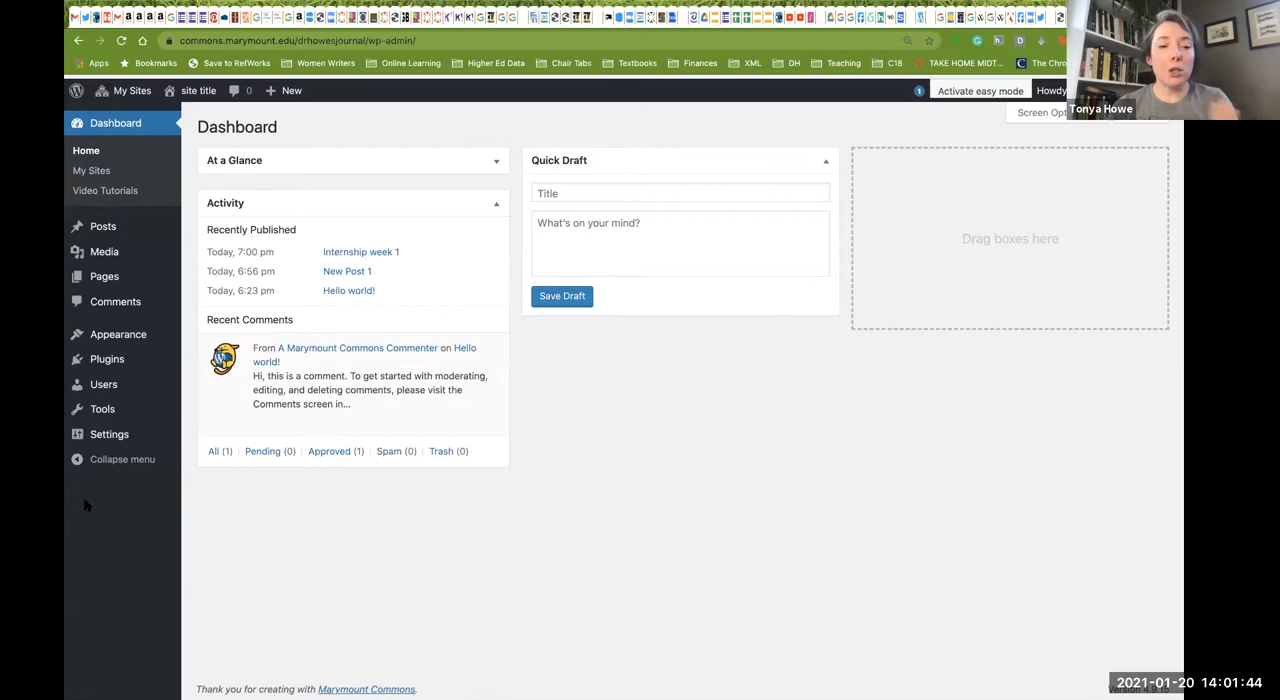 commons.marymount.edu/drhowesjournal/wp-admin/
Apps Bookmarks Save to RefWorks Women Writers Online Learning Higher Ed Data Chair Tabs Textbooks Finances XML DH Teaching C18 TAKE HOME MIDT... The Chro
My Sites site title 0 New 1 Activate easy mode Howdy
Tonya Howe
Screen Opt
Dashboard
Home
My Sites
Video Tutorials
Posts
Media
Pages
Comments
Appearance
Plugins
Users
Tools
Settings
Collapse menu
Dashboard
At a Glance
Activity
Recently Published
Today, 7:00 pm Internship week 1
Today, 6:56 pm New Post 1
Today, 6:23 pm Hello world!
Recent Comments
From A Marymount Commons Commenter on Hello
world!
Hi, this is a comment. To get started with moderating,
editing, and deleting comments, please visit the
Comments screen in...
All (1) | Pending (0) | Approved (1) | Spam (0) | Trash (0)
Quick Draft
Title
What's on your mind?
Save Draft
Drag boxes here
Thank you for creating with Marymount Commons.
2021-01-20 14:01:44